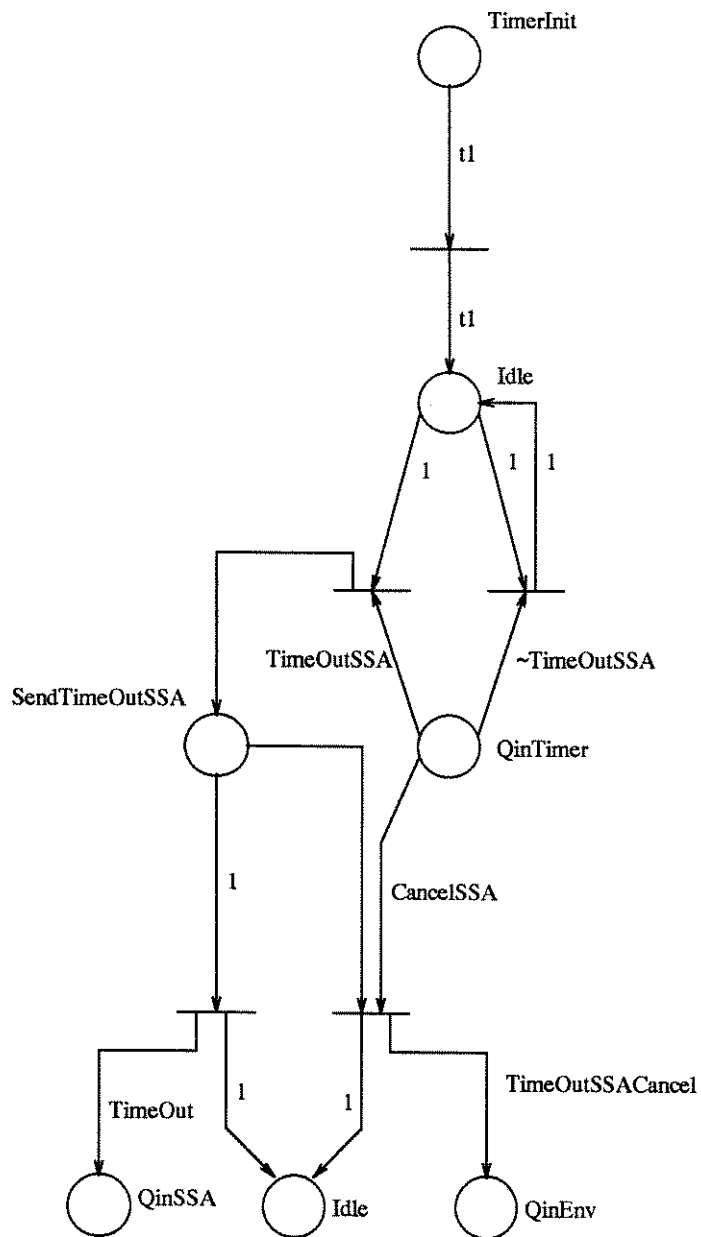 TimerInit
t1
t1
Idle
1
1
1
TimeOutSSA
~TimeOutSSA
SendTimeOutSSA
QinTimer
1
CancelSSA
TimeOut
1
1
TimeOutSSACancel
QinSSA
Idle
QinEnv